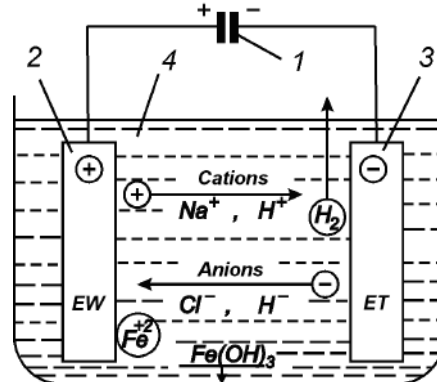 + −
2 4 1 3
+ −
+ Cations
Na⁺ , H⁺ H₂
Anions −
EW Cl⁻ , H⁻ ET
Fe⁺²
Fe(OH)₃